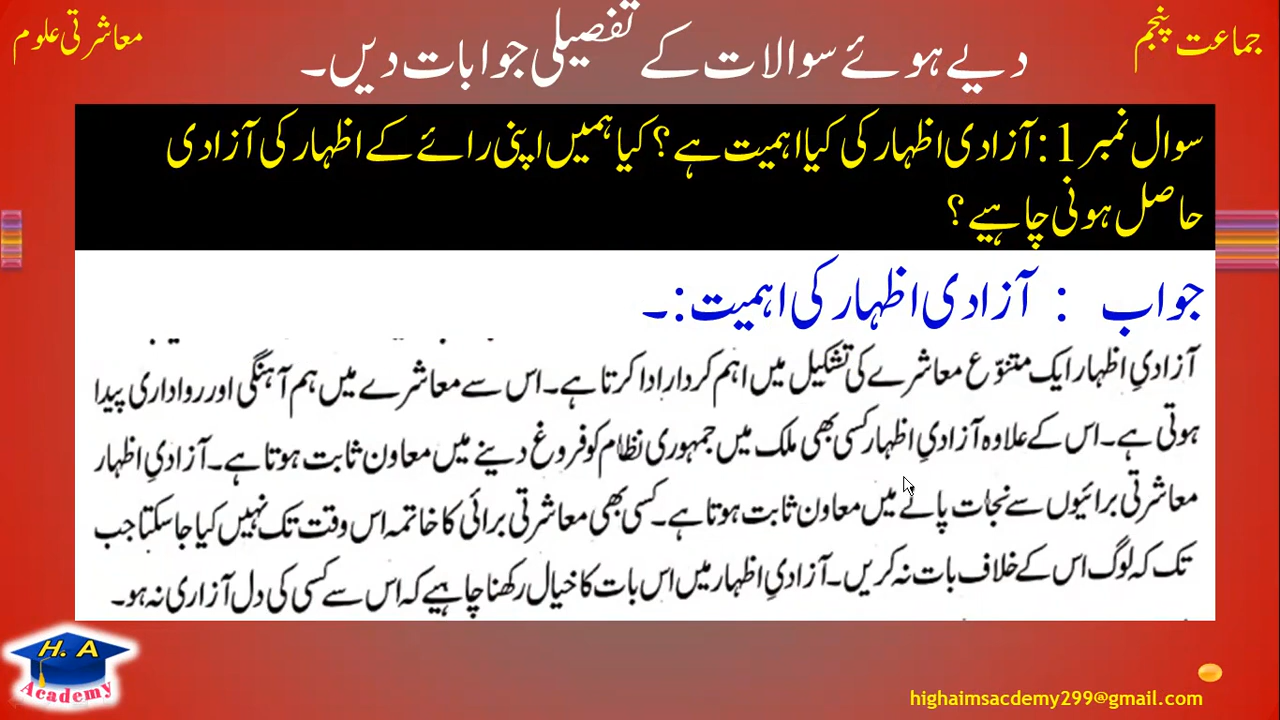 جماعت پنجم
معاشرتی علوم
دیے ہوئے سوالات کے تفصیلی جوابات دیں۔
سوال نمبر 1: آزادی اظہار کی کیا اہمیت ہے؟ کیا ہمیں اپنی رائے کے اظہار کی آزادی
حاصل ہونی چاہیے؟
جواب : آزادی اظہار کی اہمیت:۔
آزادیِ اظہار ایک متنوّع معاشرے کی تشکیل میں اہم کردار ادا کرتا ہے۔ اس سے معاشرے میں ہم آہنگی اور رواداری پیدا
ہوتی ہے۔ اس کے علاوہ آزادیِ اظہار کسی بھی ملک میں جمہوری نظام کو فروغ دینے میں معاون ثابت ہوتا ہے۔ آزادیِ اظہار
معاشرتی برائیوں سے نجات پانے میں معاون ثابت ہوتا ہے۔ کسی بھی معاشرتی برائی کا خاتمہ اس وقت تک نہیں کیا جا سکتا جب
تک کہ لوگ اس کے خلاف بات نہ کریں۔ آزادیِ اظہار میں اس بات کا خیال رکھنا چاہیے کہ اس سے کسی کی دل آزاری نہ ہو۔
H. A
Academy
highaimsacdemy299@gmail.com